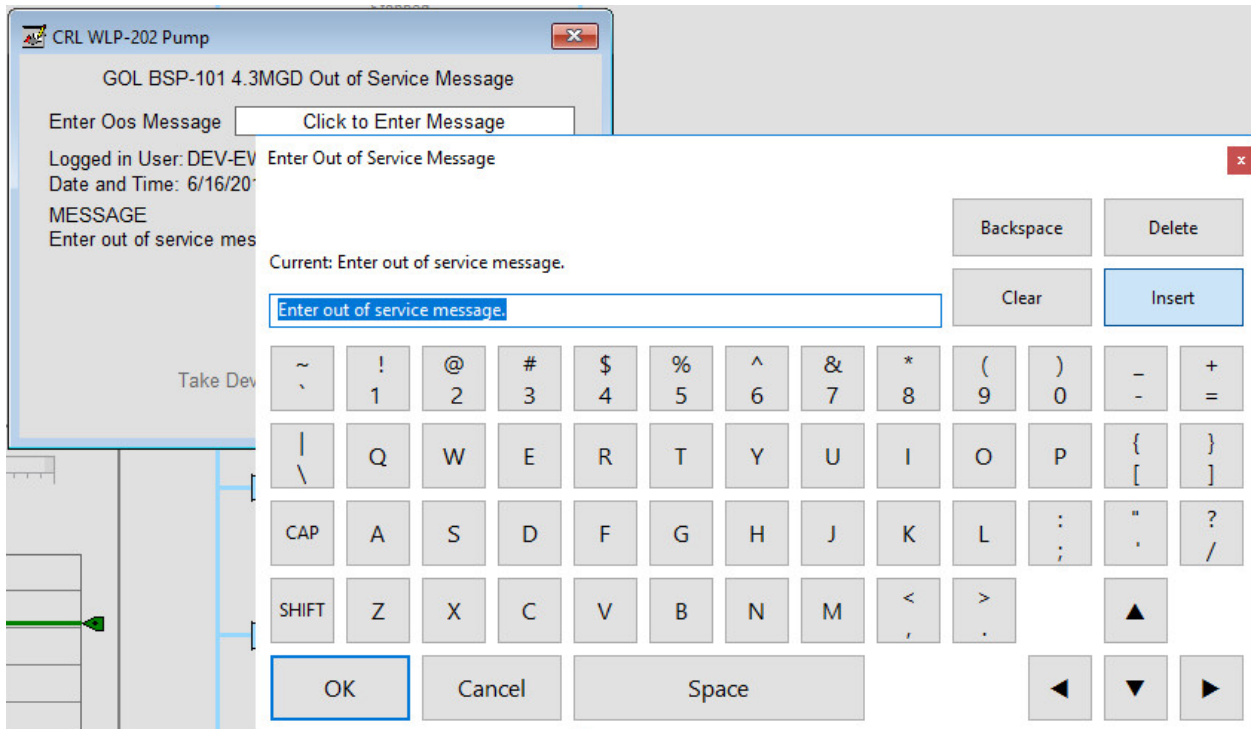 Stopped
CRL WLP-202 Pump
GOL BSP-101 4.3MGD Out of Service Message
Enter Oos Message Click to Enter Message
Logged in User: DEV-EW
Date and Time: 6/16/201
MESSAGE
Enter out of service mes
Take Dev
Enter Out of Service Message x
Backspace Delete
Current: Enter out of service message.
Clear Insert
Enter out of service message.
~ ! @ # $ % ^ & * ( ) _ +
` 1 2 3 4 5 6 7 8 9 0 - =
| Q W E R T Y U I O P { }
\ [ ]
CAP A S D F G H J K L : " ?
; ' /
SHIFT Z X C V B N M < > ▲
, .
OK Cancel Space ◀ ▼ ▶